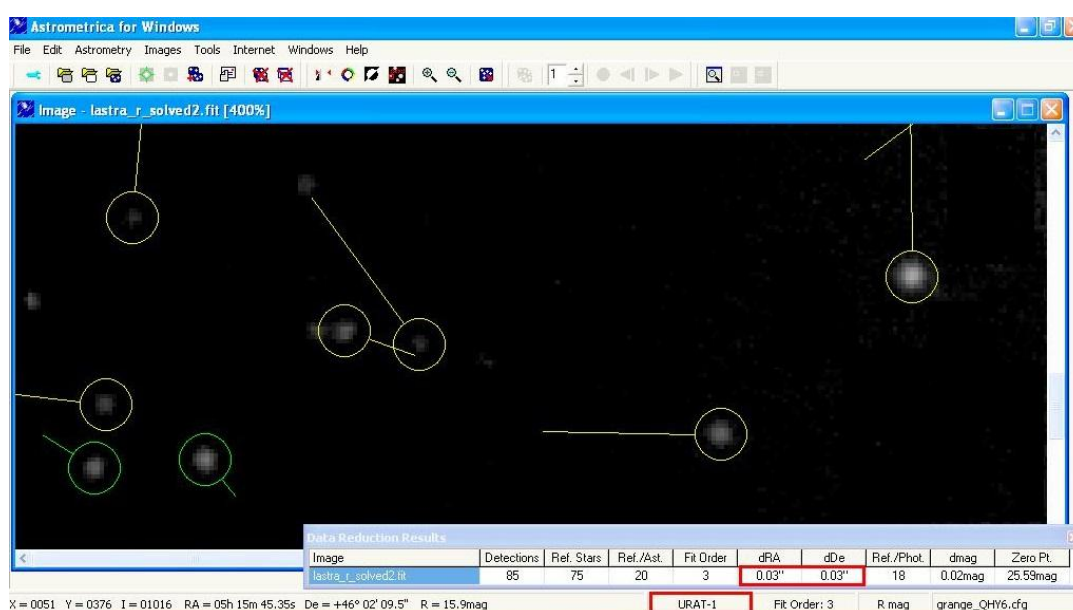 Astrometrica for Windows
File Edit Astrometry Images Tools Internet Windows Help
1
Image - lastra_r_solved2.fit [400%]
Data Reduction Results
Image Detections Ref. Stars Ref./Ast. Fit Order dRA dDe Ref./Phot. dmag Zero Pt.
lastra_r_solved2.fit 85 75 20 3 0.03" 0.03" 18 0.02mag 25.59mag
X = 0051 Y = 0376 I = 01016 RA = 05h 15m 45.35s De = +46° 02' 09.5" R = 15.9mag URAT-1 Fit Order: 3 R mag grange_QHY6.cfg